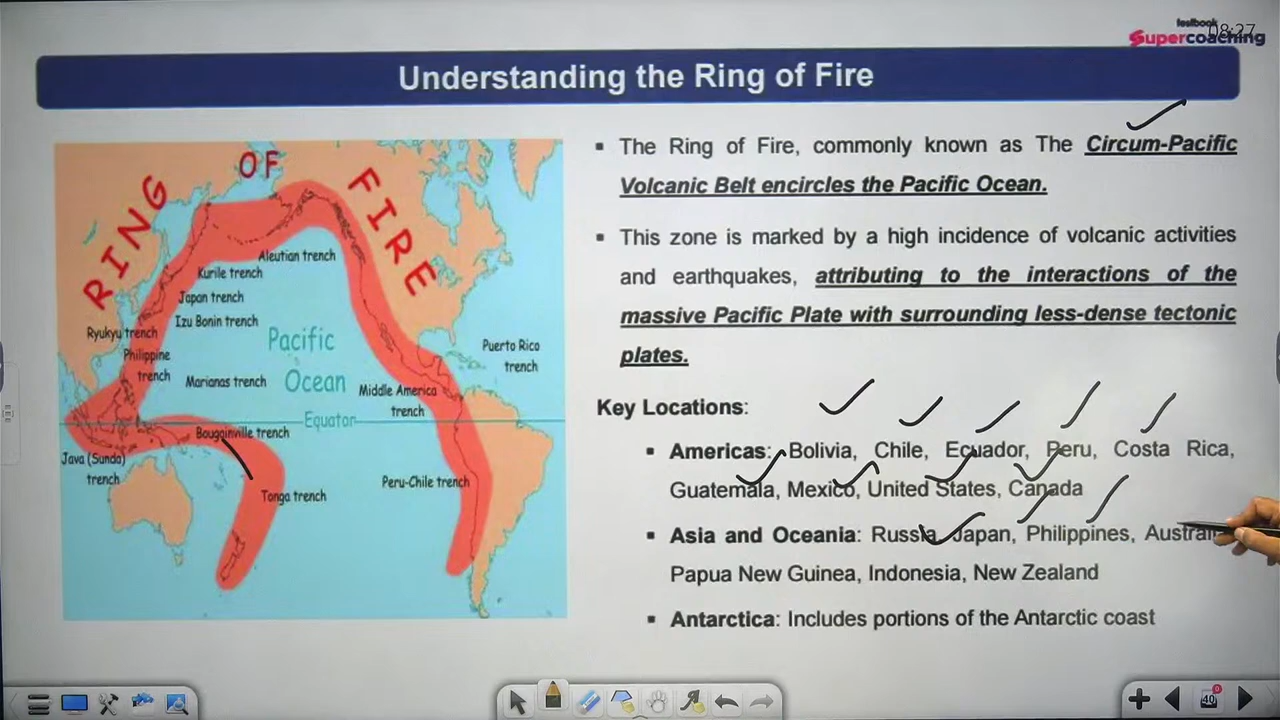 testbook
Supercoaching
08:27
Understanding the Ring of Fire
RING OF FIRE
Aleutian trench
Kurile trench
Japan trench
Izu Bonin trench
Ryukyu trench
Philippine
trench
Marianas trench
Pacific
Ocean
Equator
Puerto Rico
trench
Middle America
trench
Bougainville trench
Java (Sunda)
trench
Tonga trench
Peru-Chile trench
▪ The Ring of Fire, commonly known as The Circum-Pacific
Volcanic Belt encircles the Pacific Ocean.
▪ This zone is marked by a high incidence of volcanic activities
and earthquakes, attributing to the interactions of the
massive Pacific Plate with surrounding less-dense tectonic
plates.
Key Locations:
▪ Americas: Bolivia, Chile, Ecuador, Peru, Costa Rica,
Guatemala, Mexico, United States, Canada
▪ Asia and Oceania: Russia, Japan, Philippines,
Papua New Guinea, Indonesia, New Zealand
▪ Antarctica: Includes portions of the Antarctic coast
40